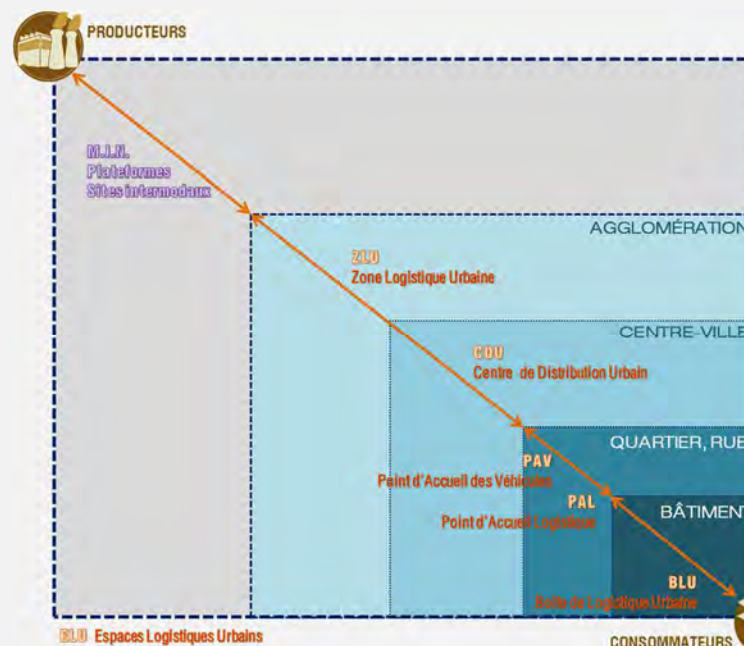 PRODUCTEURS
M.I.N.
Plateformes
Sites intermodaux
AGGLOMÉRATION
ZLU
Zone Logistique Urbaine
CENTRE-VILLE
CDU
Centre de Distribution Urbain
QUARTIER, RUE
PAV
Point d'Accueil des Véhicules
PAL
Point d'Accueil Logistique
BÂTIMENT
BLU
Boîte de Logistique Urbaine
ELU Espaces Logistiques Urbains
CONSOMMATEURS